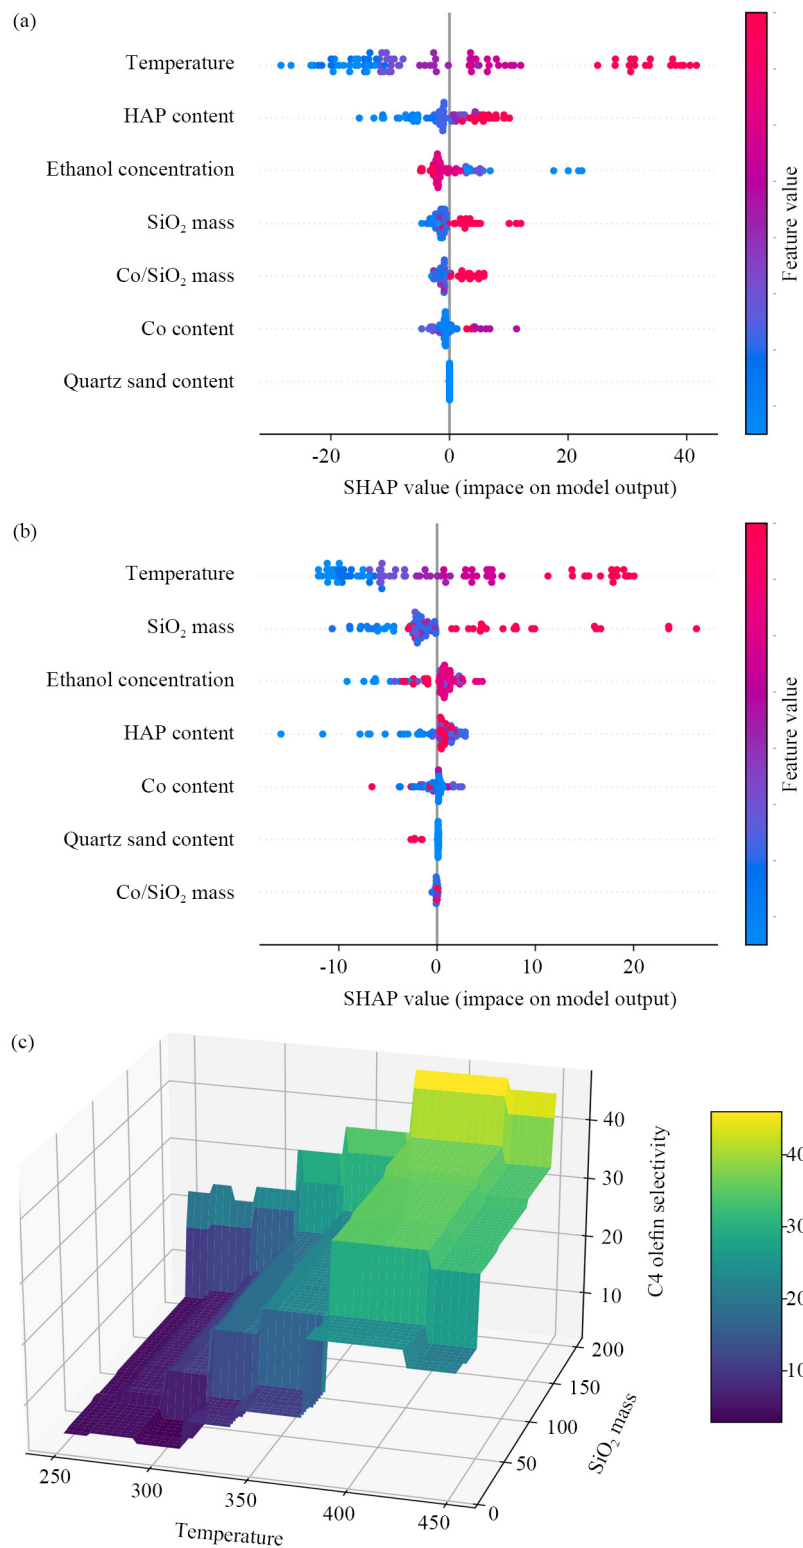 (a)
Temperature
HAP content
Ethanol concentration
SiO₂ mass
Co/SiO₂ mass
Co content
Quartz sand content
-20 0 20 40
SHAP value (impace on model output)
Feature value
(b)
Temperature
SiO₂ mass
Ethanol concentration
HAP content
Co content
Quartz sand content
Co/SiO₂ mass
-10 0 10 20
SHAP value (impace on model output)
Feature value
(c)
40
30
20
10
C4 olefin selectivity
200
150
100
50
0
SiO₂ mass
250 300 350 400 450
Temperature
40
30
20
10